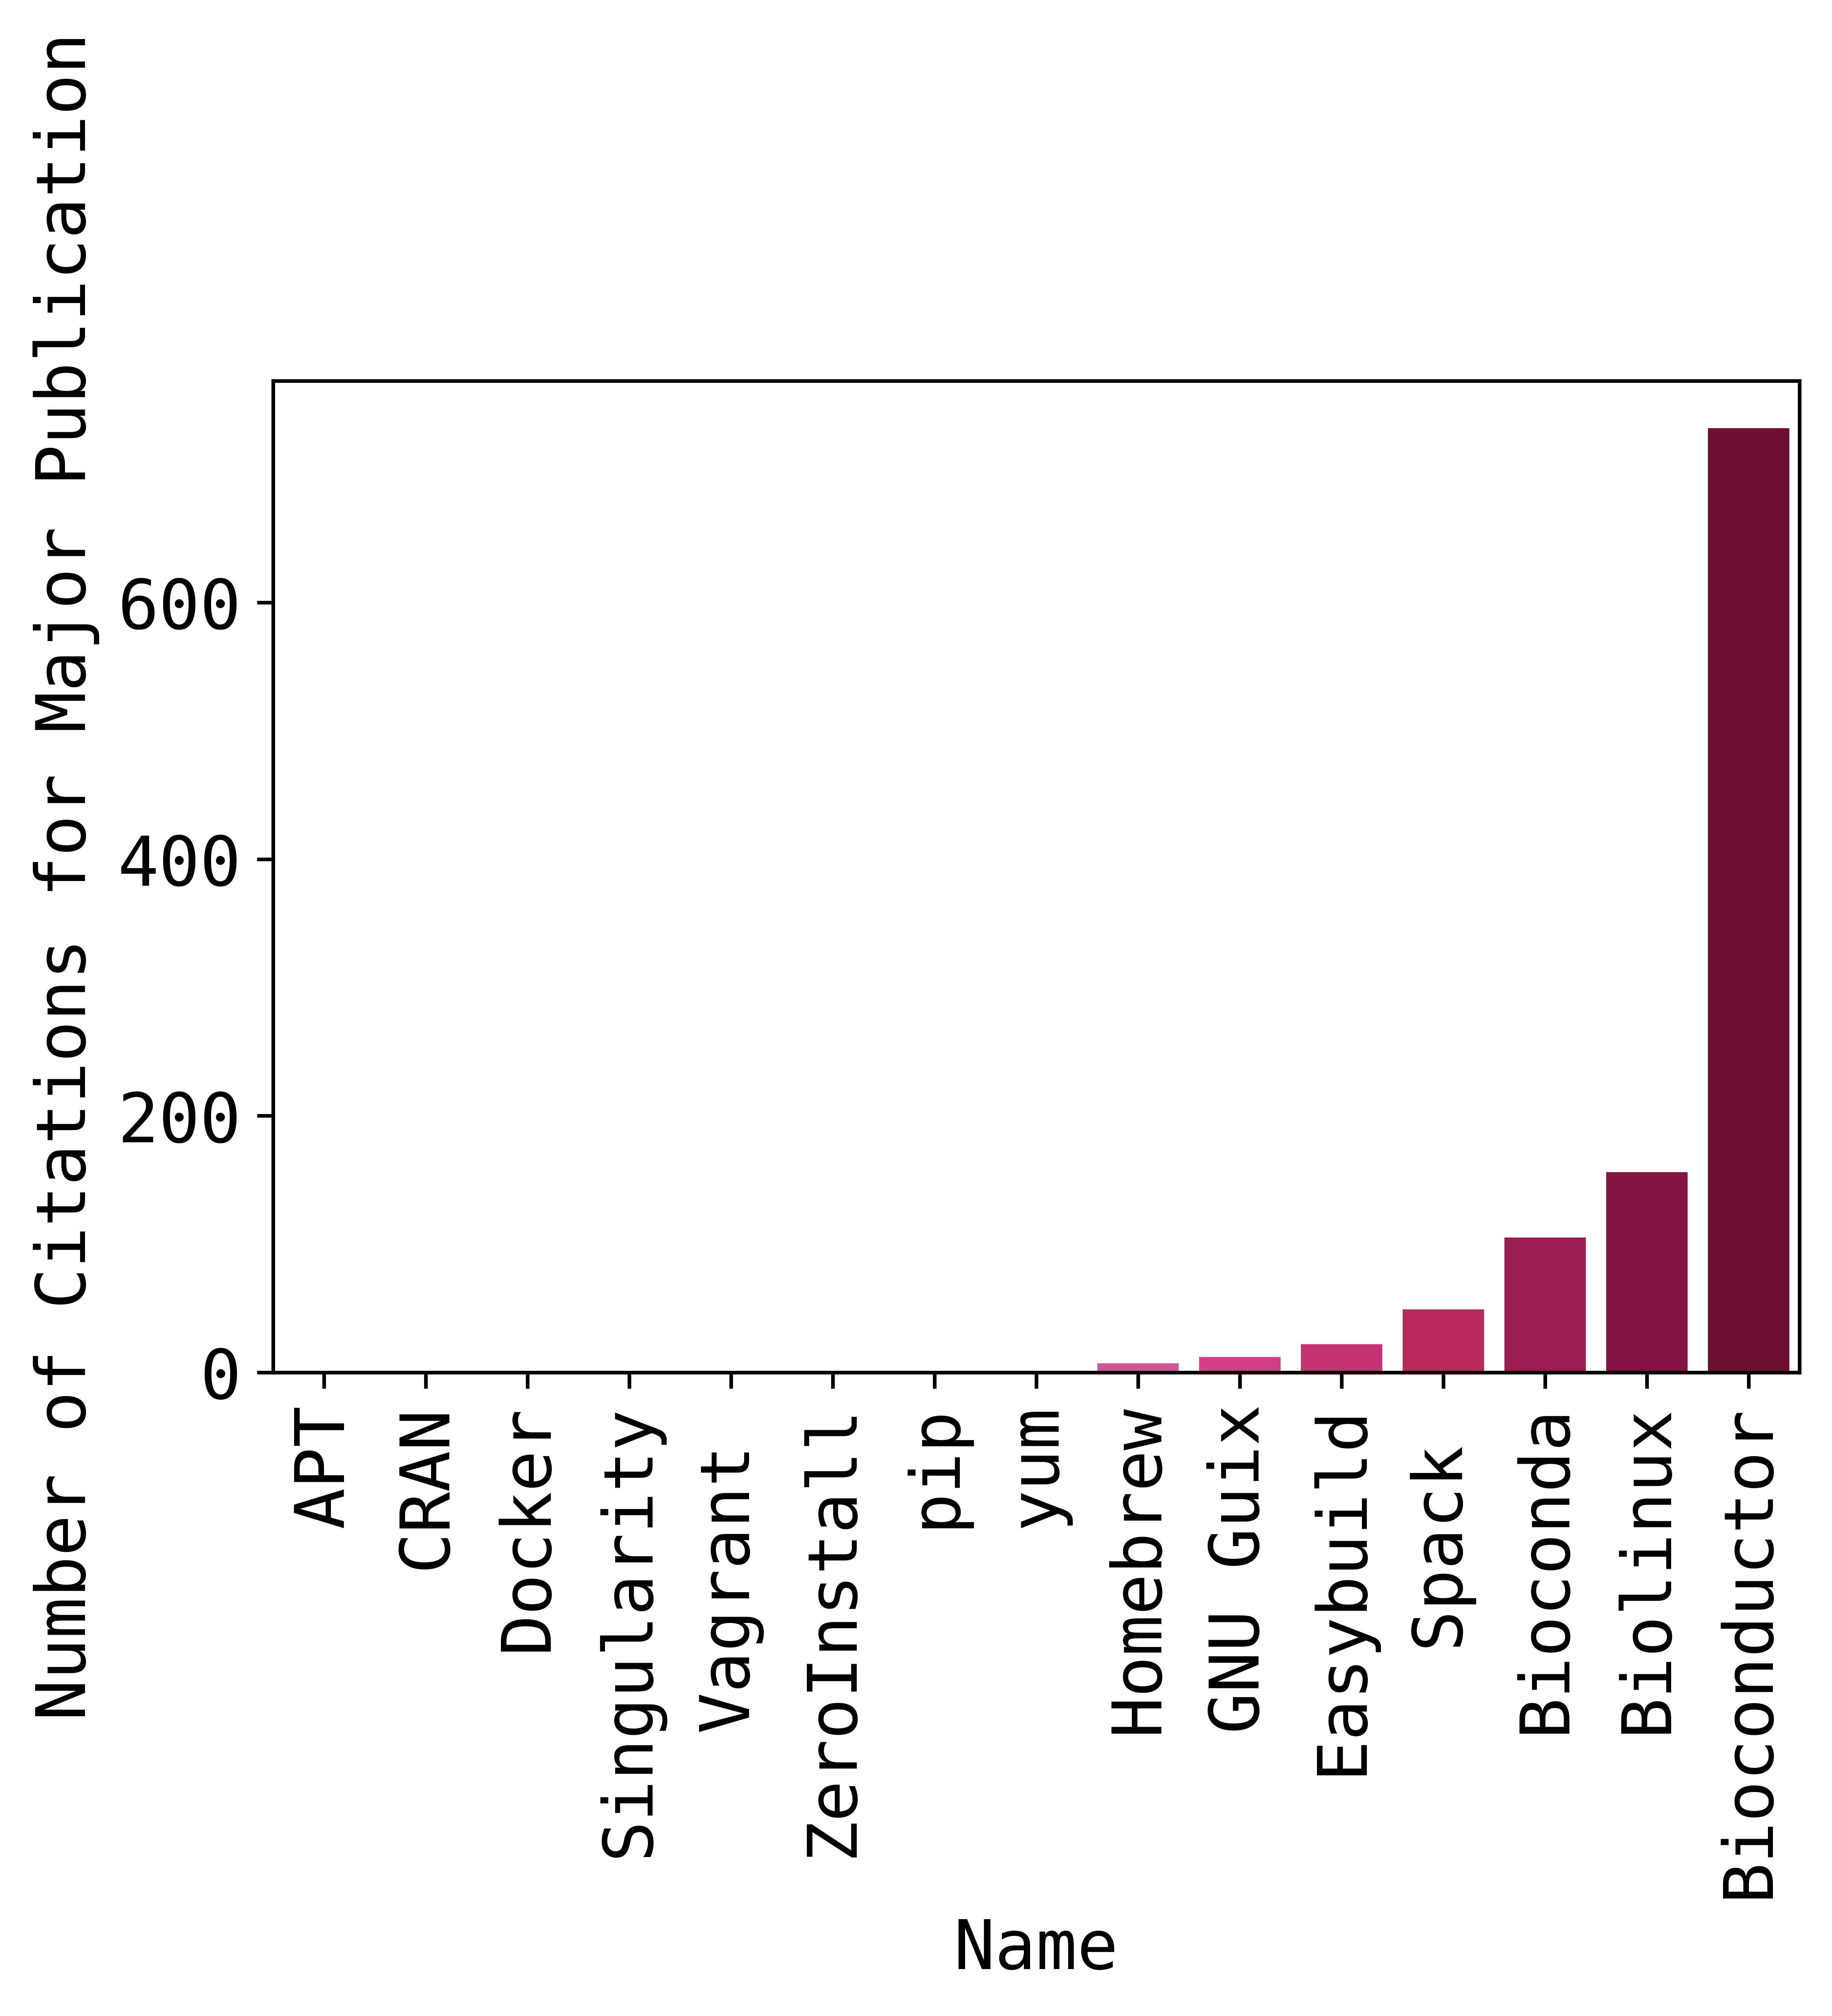 Number of Citations for Major Publication
600
400
200
0
APT
CRAN
Docker
Singularity
Vagrant
ZeroInstall
pip
yum
Homebrew
GNU Guix
Easybuild
Spack
Bioconda
Biolinux
Bioconductor
Name